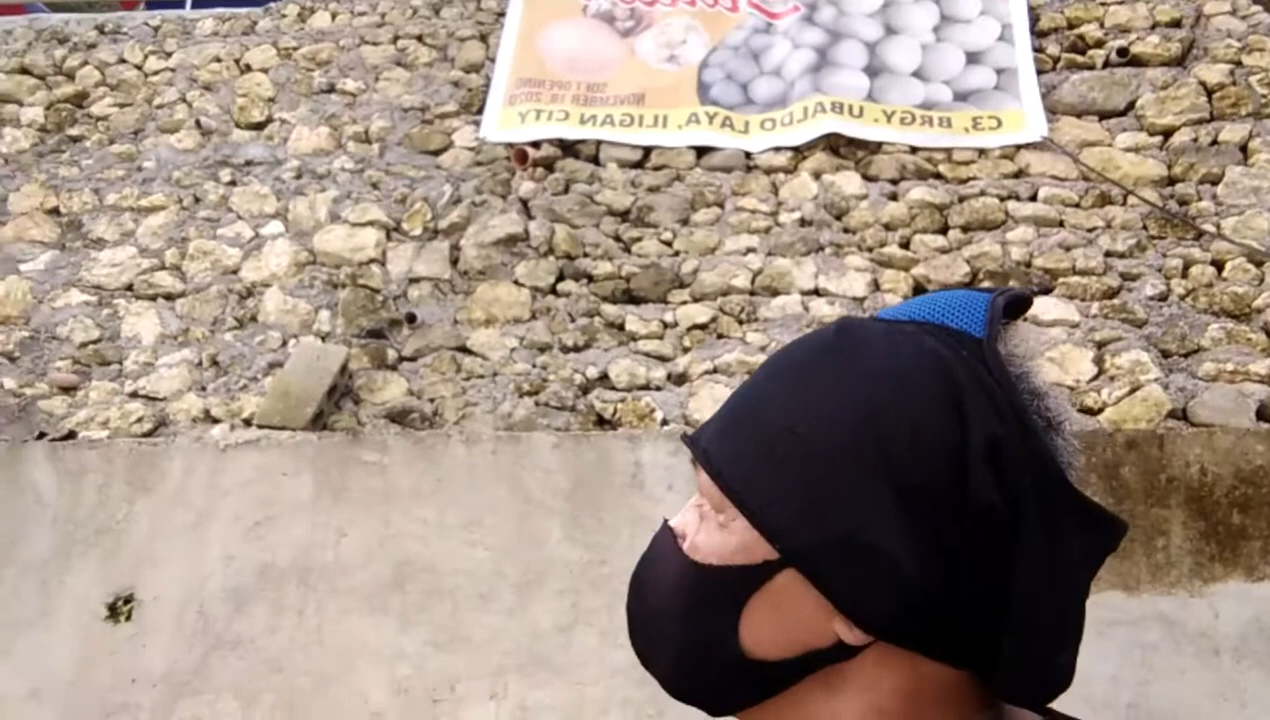 SOFT OPENING
NOVEMBER 18, 2020
C3, BRGY. UBALDO LAYA, ILIGAN CITY